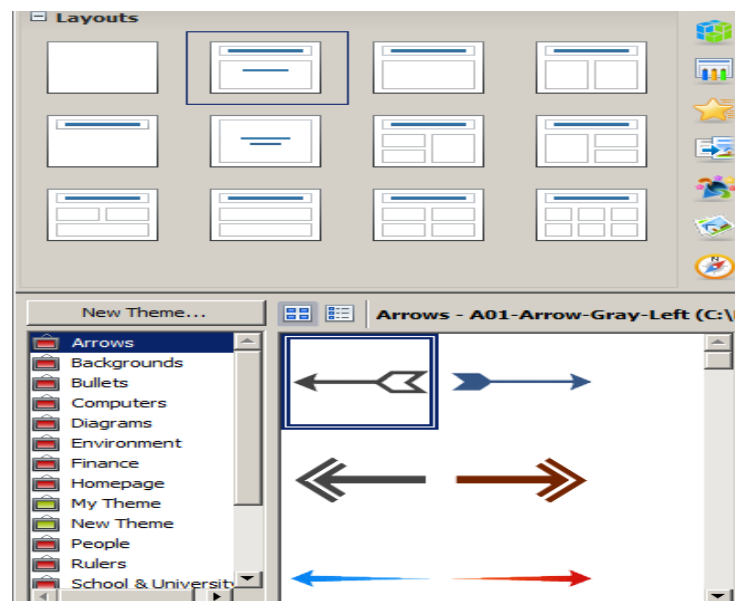 Layouts
New Theme...
Arrows - A01-Arrow-Gray-Left (C:\
Arrows
Backgrounds
Bullets
Computers
Diagrams
Environment
Finance
Homepage
My Theme
New Theme
People
Rulers
School & University
N